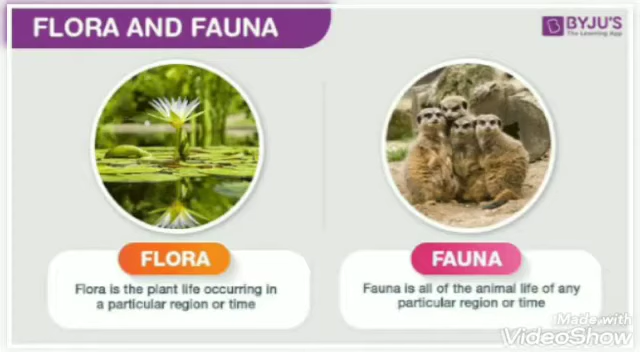 FLORA AND FAUNA
BYJU'S
The Learning App
FLORA
Flora is the plant life occurring in
a particular region or time
FAUNA
Fauna is all of the animal life of any
particular region or time
Made with
VideoShow